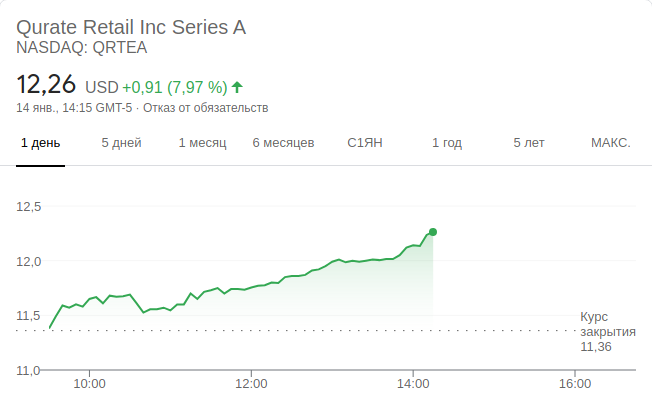 Qurate Retail Inc Series A
NASDAQ: QRTEA
12,26 USD +0,91 (7,97 %)
14 янв., 14:15 GMT-5 · Отказ от обязательств
1 день 5 дней 1 месяц 6 месяцев С1ЯН 1 год 5 лет МАКС.
12,5
12,0
11,5
Курс
закрытия
11,36
11,0
10:00 12:00 14:00 16:00